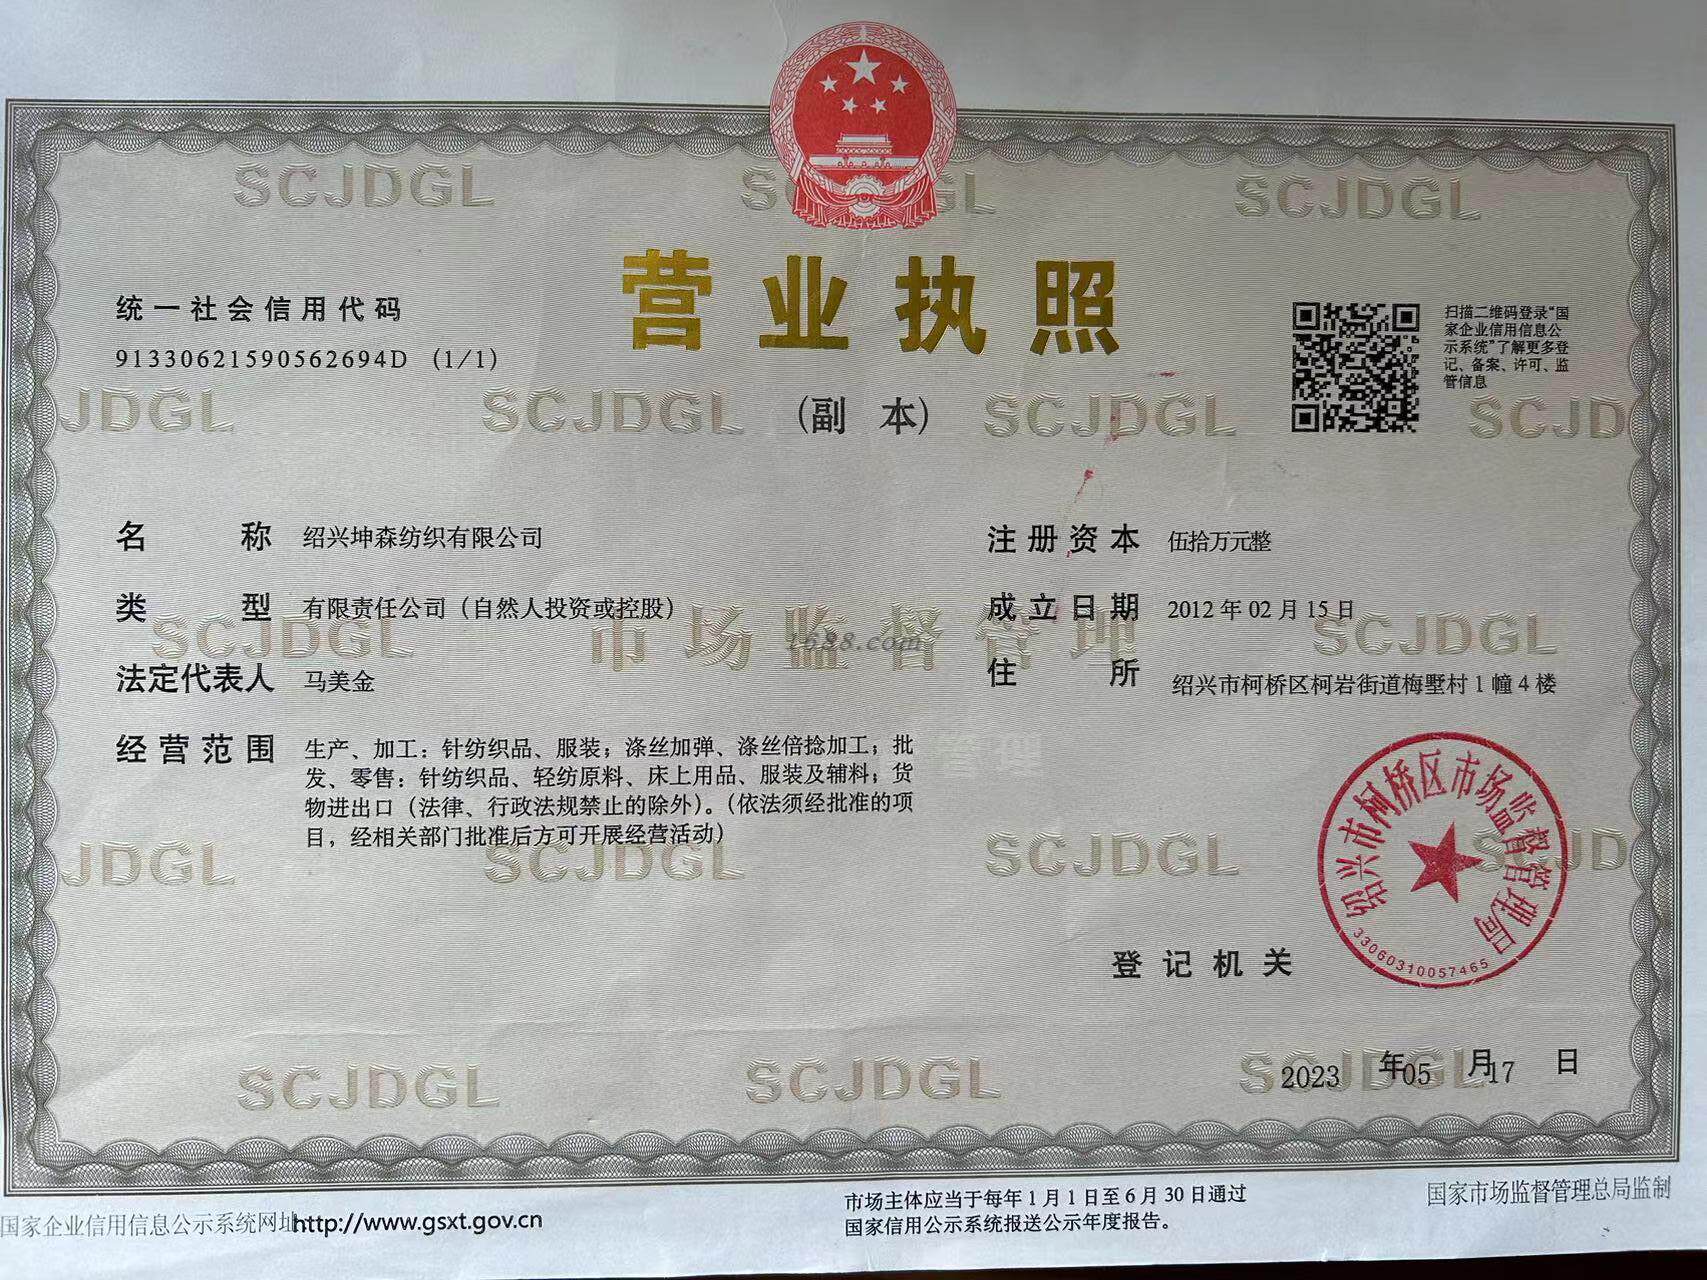 营业执照
(副 本)
统一社会信用代码
91330621590562694D (1/1)
扫描二维码登录“国
家企业信用信息公
示系统”了解更多登
记、备案、许可、监
管信息
名 称 绍兴坤森纺织有限公司
类 型 有限责任公司（自然人投资或控股）
法定代表人 马美金
经营范围 生产、加工：针纺织品、服装；涤丝加弹、涤丝倍捻加工；批
发、零售：针纺织品、轻纺原料、床上用品、服装及辅料；货
物进出口（法律、行政法规禁止的除外）。（依法须经批准的项
目，经相关部门批准后方可开展经营活动）
注册资本 伍拾万元整
成立日期 2012年02月15日
住 所 绍兴市柯桥区柯岩街道梅墅村1幢4楼
SCJDGL
SCJDGL
SCJDGL
JDGL
SCJDGL
SCJDGL
SCJD
SCJDGL
市场监督管理
SCJDGL
1688.com
管理
JDGL
SCJDGL
SCJDGL
SCJD
SCJDGL
SCJDGL
SCJDGL
绍兴市柯桥区市场监督管理局
33060310057465
登记机关
2023 年 05 月 17 日
国家企业信用信息公示系统网址http://www.gsxt.gov.cn
市场主体应当于每年1月1日至6月30日通过
国家信用公示系统报送公示年度报告。
国家市场监督管理总局监制